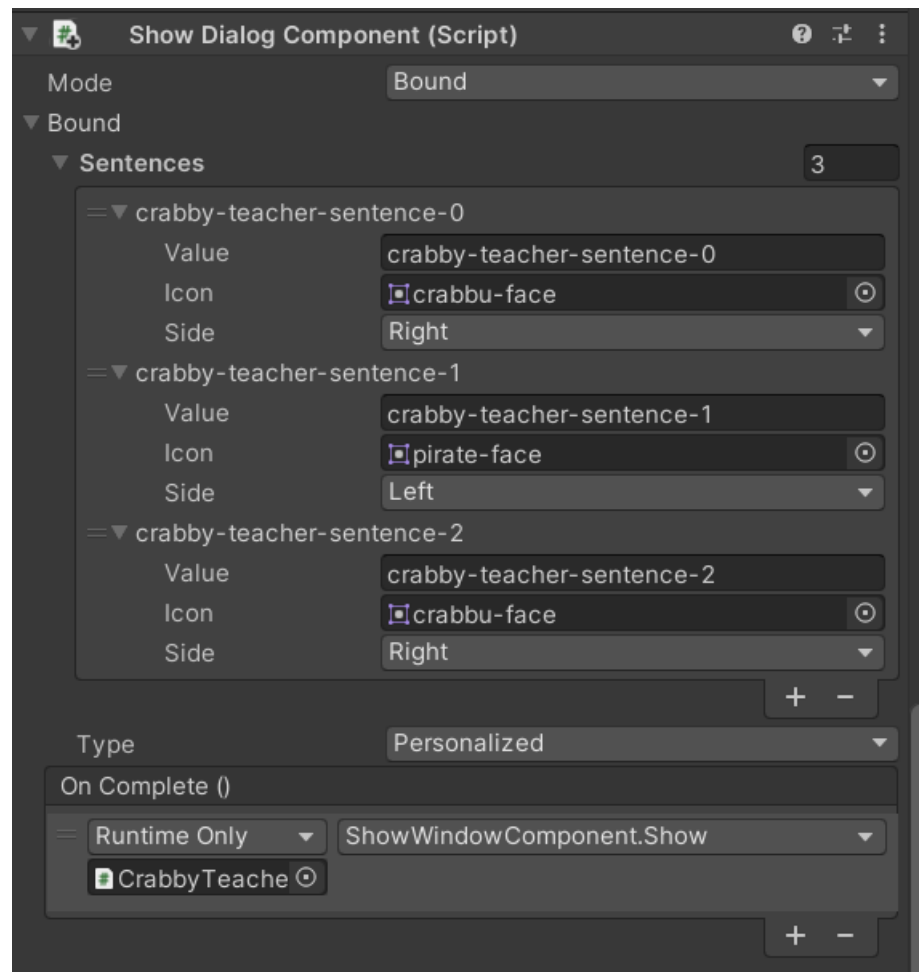 Show Dialog Component (Script)
Mode Bound
Bound
Sentences 3
crabby-teacher-sentence-0
Value crabby-teacher-sentence-0
Icon crabbu-face
Side Right
crabby-teacher-sentence-1
Value crabby-teacher-sentence-1
Icon pirate-face
Side Left
crabby-teacher-sentence-2
Value crabby-teacher-sentence-2
Icon crabbu-face
Side Right
+ −
Type Personalized
On Complete ()
Runtime Only ShowWindowComponent.Show
CrabbyTeache
+ −